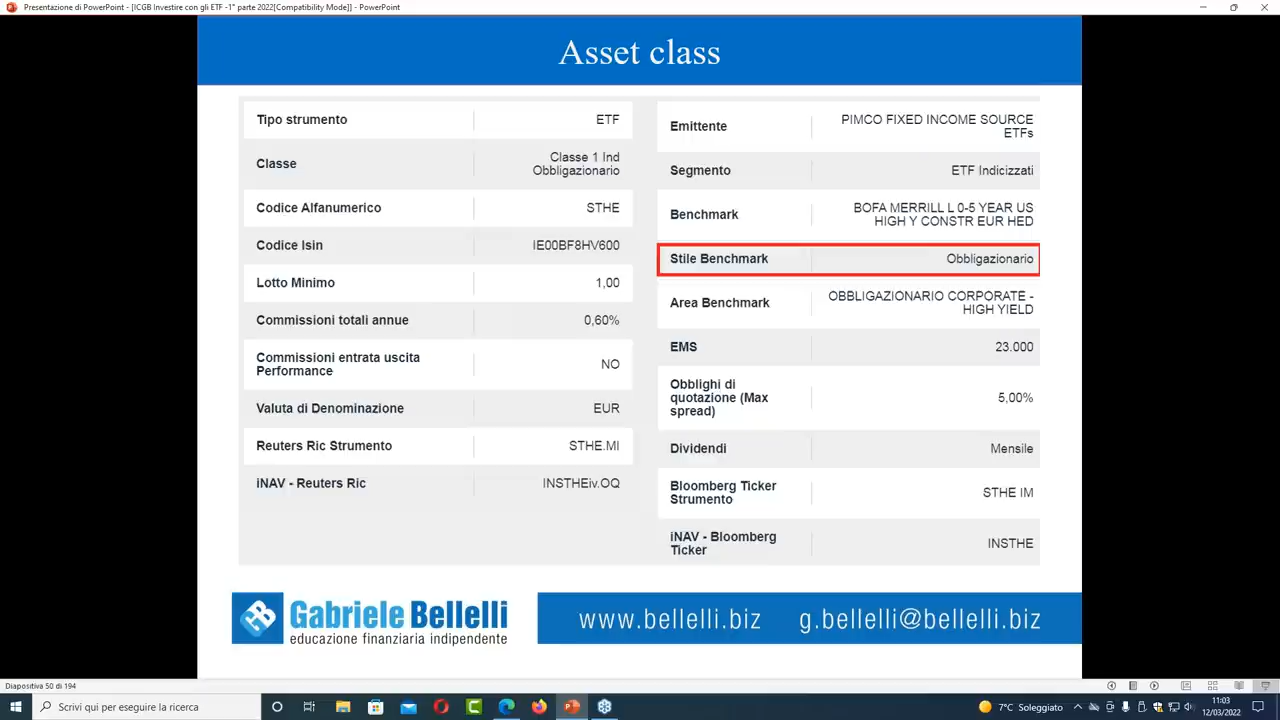 Presentazione di PowerPoint - [ICGB Investire con gli ETF -1° parte 2022[Compatibility Mode]] - PowerPoint
Asset class
Tipo strumento ETF
Classe Classe 1 Ind
Obbligazionario
Codice Alfanumerico STHE
Codice Isin IE00BF8HV600
Lotto Minimo 1,00
Commissioni totali annue 0,60%
Commissioni entrata uscita
Performance NO
Valuta di Denominazione EUR
Reuters Ric Strumento STHE.MI
iNAV - Reuters Ric INSTHEiv.OQ
Emittente PIMCO FIXED INCOME SOURCE
ETFs
Segmento ETF Indicizzati
Benchmark BOFA MERRILL L 0-5 YEAR US
HIGH Y CONSTR EUR HED
Stile Benchmark Obbligazionario
Area Benchmark OBBLIGAZIONARIO CORPORATE -
HIGH YIELD
EMS 23.000
Obblighi di
quotazione (Max 5,00%
spread)
Dividendi Mensile
Bloomberg Ticker
Strumento STHE IM
iNAV - Bloomberg
Ticker INSTHE
Gabriele Bellelli
educazione finanziaria indipendente
www.bellelli.biz g.bellelli@bellelli.biz
Diapositiva 50 di 194
Scrivi qui per eseguire la ricerca
7°C Soleggiato
11:03
12/03/2022